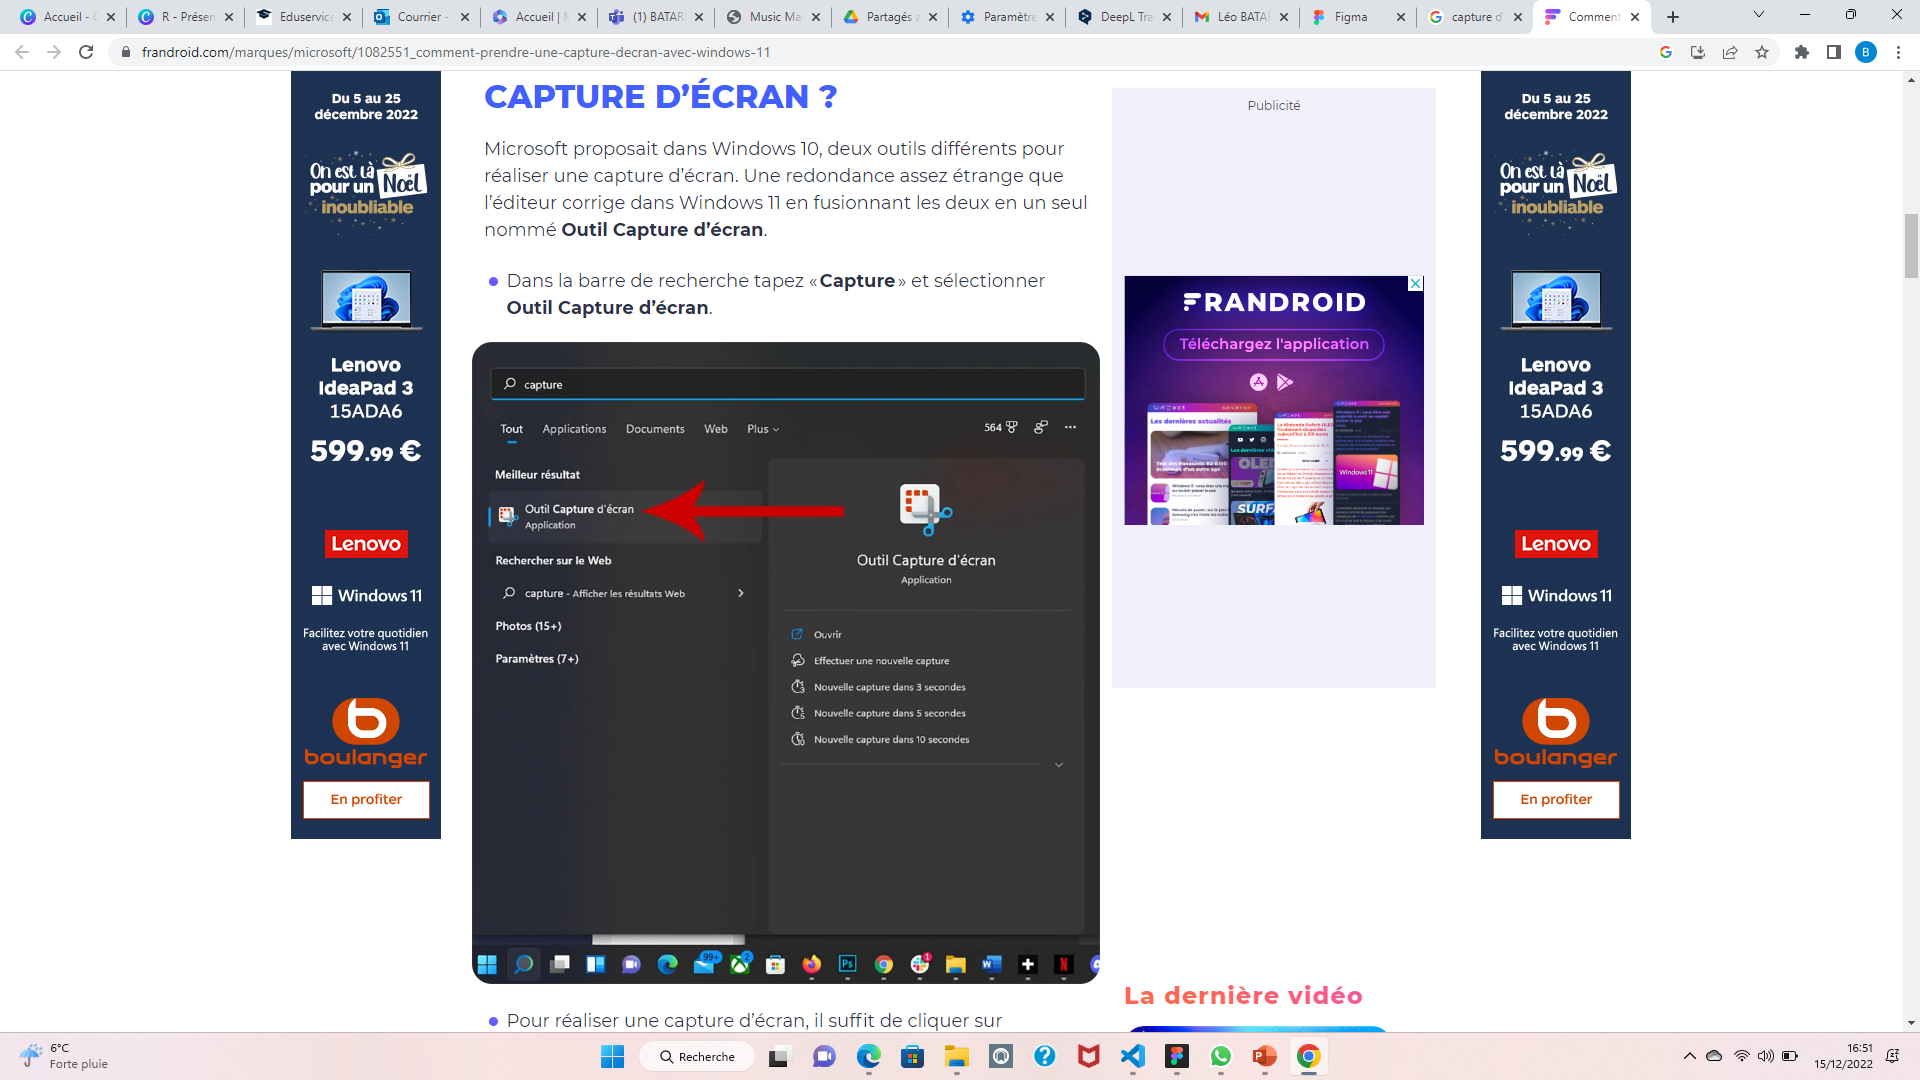 Accueil - C
R - Présen
Eduservice
Courrier -
Accueil | M
(1) BATAR
Music Ma
Partagés a
Paramètre
DeepL Tra
Léo BATAR
Figma
capture d'
Comment
frandroid.com/marques/microsoft/1082551_comment-prendre-une-capture-decran-avec-windows-11
B
Du 5 au 25
décembre 2022
On est là
pour un Noël
inoubliable
Lenovo
IdeaPad 3
15ADA6
599.99 €
Lenovo
Windows 11
Facilitez votre quotidien
avec Windows 11
boulanger
En profiter
CAPTURE D'ÉCRAN ?
Microsoft proposait dans Windows 10, deux outils différents pour
réaliser une capture d'écran. Une redondance assez étrange que
l'éditeur corrige dans Windows 11 en fusionnant les deux en un seul
nommé Outil Capture d'écran.
Dans la barre de recherche tapez « Capture » et sélectionner
Outil Capture d'écran.
capture
Tout Applications Documents Web Plus
564
Meilleur résultat
Outil Capture d'écran
Application
Rechercher sur le Web
capture - Afficher les résultats Web
Photos (15+)
Paramètres (7+)
Outil Capture d'écran
Application
Ouvrir
Effectuer une nouvelle capture
Nouvelle capture dans 3 secondes
Nouvelle capture dans 5 secondes
Nouvelle capture dans 10 secondes
99+
2
Ps
1
Pour réaliser une capture d'écran, il suffit de cliquer sur
Publicité
FRANDROID
Téléchargez l'application
Les dernières actualités
Windows 11
La dernière vidéo
Du 5 au 25
décembre 2022
On est là
pour un Noël
inoubliable
Lenovo
IdeaPad 3
15ADA6
599.99 €
Lenovo
Windows 11
Facilitez votre quotidien
avec Windows 11
boulanger
En profiter
6°C
Forte pluie
Recherche
16:51
15/12/2022